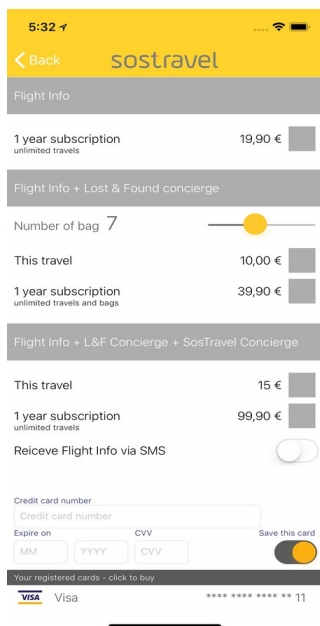 5:32
Back sostravel
Flight Info
1 year subscription 19,90 €
unlimited travels
Flight Info + Lost & Found concierge
Number of bag 7
This travel 10,00 €
1 year subscription 39,90 €
unlimited travels and bags
Flight Info + L&F Concierge + SosTravel Concierge
This travel 15 €
1 year subscription 99,90 €
unlimited travels
Reiceve Flight Info via SMS
Credit card number
Credit card number
Expire on CVV Save this card
MM YYYY CVV
Your registered cards - click to buy
VISA Visa **** **** **** ** 11